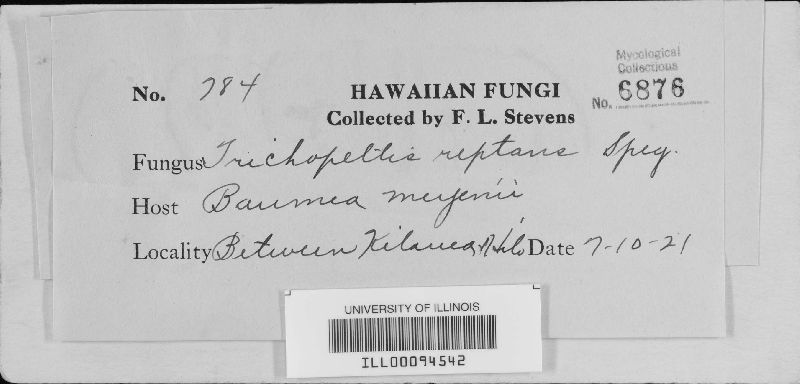 Mycological
Collections
No. 6876
No. 784 HAWAIIAN FUNGI
Collected by F. L. Stevens
Fungus Trichopeltis reptans Speg.
Host Baumea meyenii
Locality Between Kilauea & Hilo Date 7-10-21
UNIVERSITY OF ILLINOIS
ILL00094542